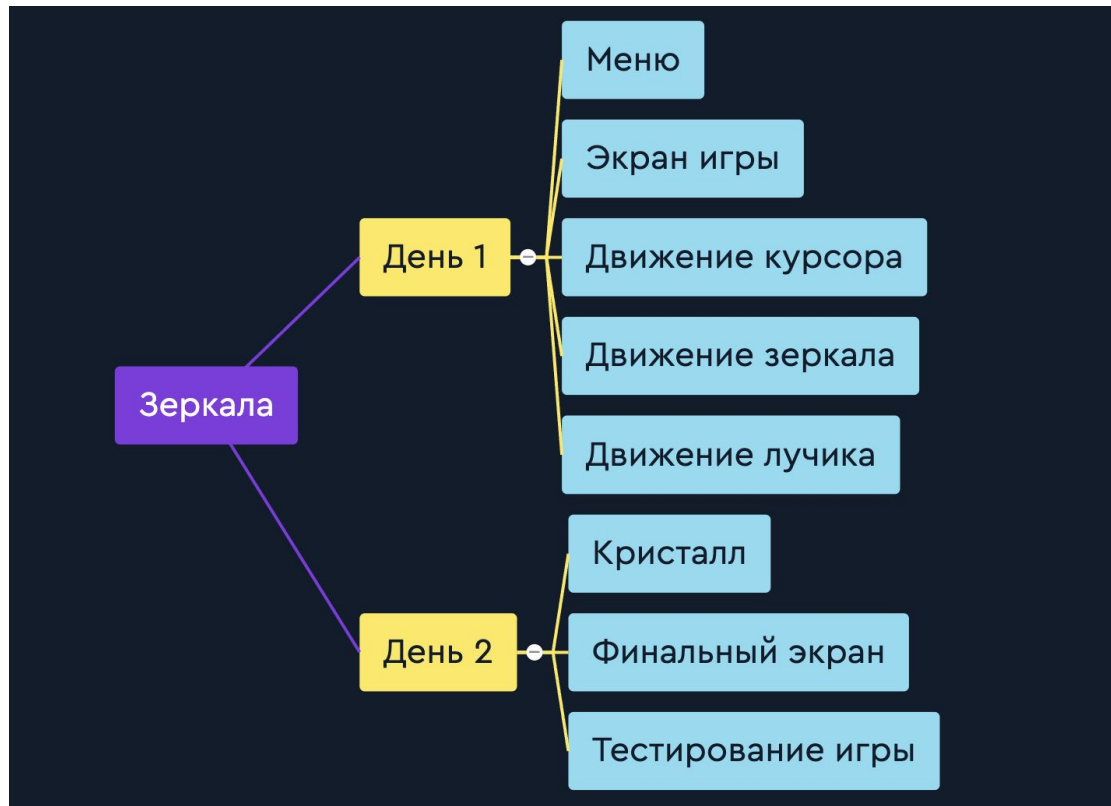 Зеркала
День 1
Меню
Экран игры
Движение курсора
Движение зеркала
Движение лучика
День 2
Кристалл
Финальный экран
Тестирование игры